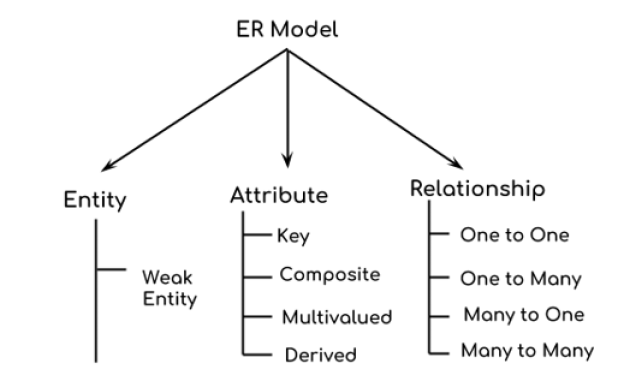 ER Model
Entity
Weak
Entity
Attribute
Key
Composite
Multivalued
Derived
Relationship
One to One
One to Many
Many to One
Many to Many